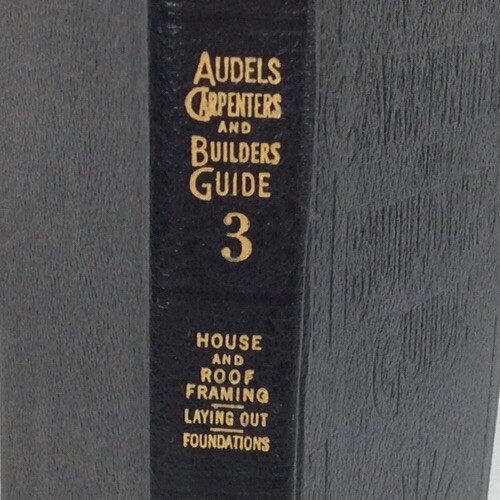 AUDELS
CARPENTERS
AND
BUILDERS
GUIDE
3
HOUSE
AND
ROOF
FRAMING
LAYING OUT
FOUNDATIONS